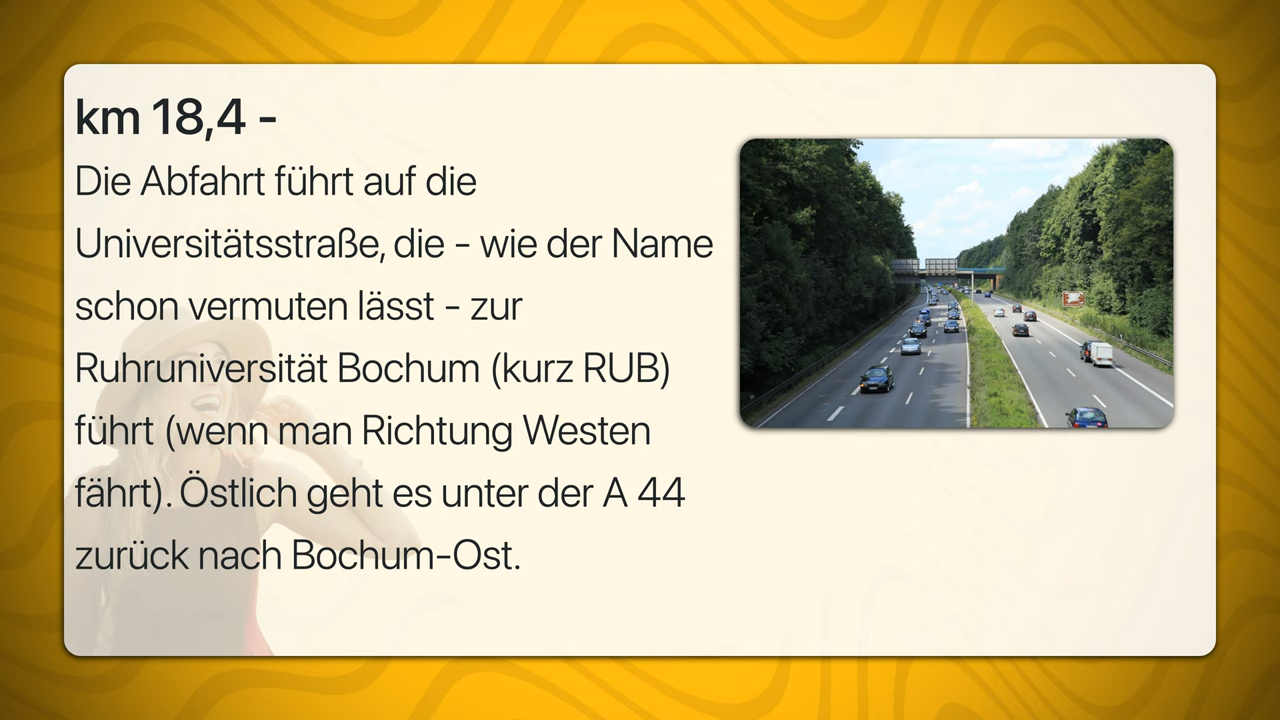 km 18,4 -
Die Abfahrt führt auf die
Universitätsstraße, die - wie der Name
schon vermuten lässt - zur
Ruhruniversität Bochum (kurz RUB)
führt (wenn man Richtung Westen
fährt). Östlich geht es unter der A 44
zurück nach Bochum-Ost.